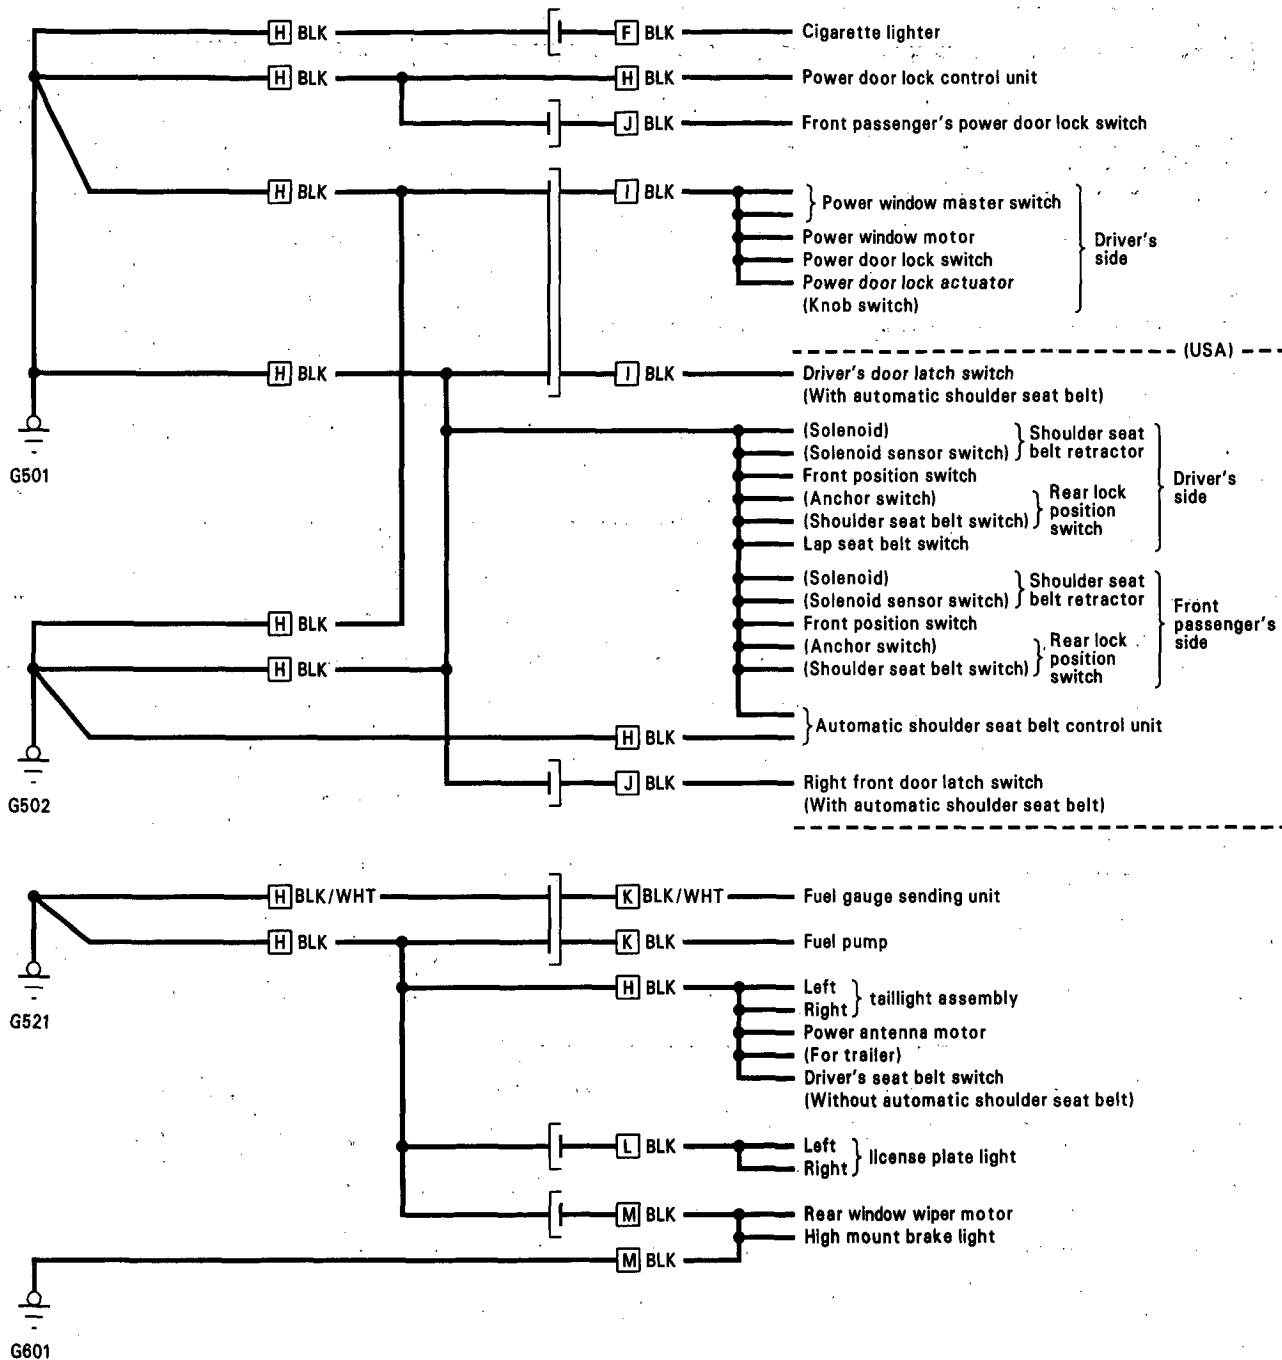 H BLK F BLK Cigarette lighter
H BLK H BLK Power door lock control unit
J BLK Front passenger's power door lock switch
H BLK I BLK
Power window master switch
Power window motor
Driver's
side
Power door lock switch
Power door lock actuator
(Knob switch)
(USA)
H BLK I BLK Driver's door latch switch
(With automatic shoulder seat belt)
G501
(Solenoid)
(Solenoid sensor switch)
Shoulder seat
belt retractor
Front position switch
(Anchor switch)
(Shoulder seat belt switch)
Rear lock
position
switch
Lap seat belt switch
Driver's
side
(Solenoid)
(Solenoid sensor switch)
Shoulder seat
belt retractor
H BLK
Front position switch
(Anchor switch)
(Shoulder seat belt switch)
Rear lock
position
switch
Front
passenger's
side
H BLK
Automatic shoulder seat belt control unit
H BLK
J BLK Right front door latch switch
(With automatic shoulder seat belt)
G502
H BLK/WHT K BLK/WHT Fuel gauge sending unit
H BLK K BLK Fuel pump
H BLK Left
Right
taillight assembly
G521
Power antenna motor
(For trailer)
Driver's seat belt switch
(Without automatic shoulder seat belt)
L BLK Left
Right
license plate light
M BLK Rear window wiper motor
High mount brake light
M BLK
G601